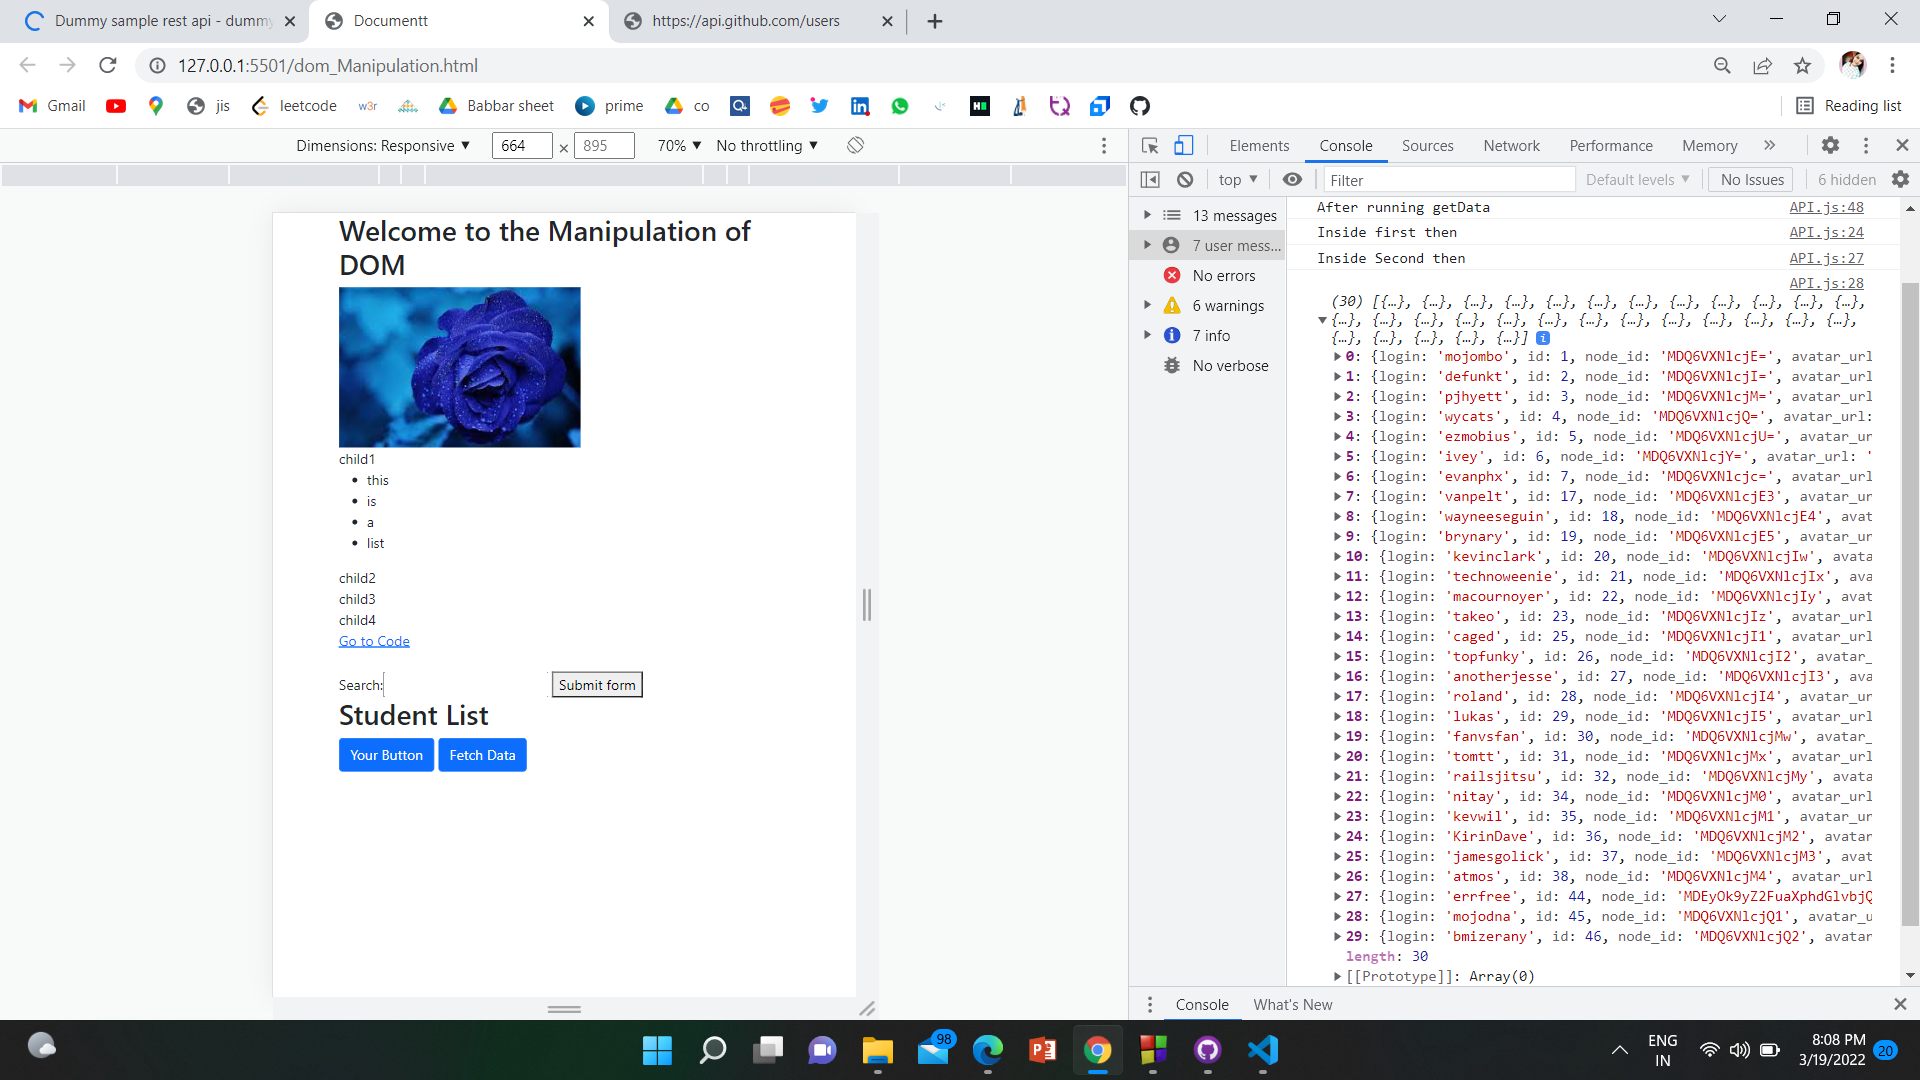 Dummy sample rest api - dummy
Documentt
https://api.github.com/users
127.0.0.1:5501/dom_Manipulation.html
Gmail
jis
leetcode
w3r
Babbar sheet
prime
co
Reading list
Dimensions: Responsive ▼ 664 × 895 70% ▼ No throttling ▼
Elements Console Sources Network Performance Memory
top ▼ Filter Default levels ▼ No Issues 6 hidden
13 messages
7 user mess...
No errors
6 warnings
7 info
No verbose
Welcome to the Manipulation of
DOM
child1
this
is
a
list
child2
child3
child4
Go to Code
Search:
Submit form
Student List
Your Button
Fetch Data
After running getData API.js:48
Inside first then API.js:24
Inside Second then API.js:27
API.js:28
(30) [{…}, {…}, {…}, {…}, {…}, {…}, {…}, {…}, {…}, {…}, {…}, {…},
{…}, {…}, {…}, {…}, {…}, {…}, {…}, {…}, {…}, {…}, {…}, {…}, {…},
{…}, {…}, {…}, {…}, {…}]
0: {login: 'mojombo', id: 1, node_id: 'MDQ6VXNlcjE=', avatar_url
1: {login: 'defunkt', id: 2, node_id: 'MDQ6VXNlcjI=', avatar_url
2: {login: 'pjhyett', id: 3, node_id: 'MDQ6VXNlcjM=', avatar_url
3: {login: 'wycats', id: 4, node_id: 'MDQ6VXNlcjQ=', avatar_url:
4: {login: 'ezmobius', id: 5, node_id: 'MDQ6VXNlcjU=', avatar_ur
5: {login: 'ivey', id: 6, node_id: 'MDQ6VXNlcjY=', avatar_url: '
6: {login: 'evanphx', id: 7, node_id: 'MDQ6VXNlcjc=', avatar_url
7: {login: 'vanpelt', id: 17, node_id: 'MDQ6VXNlcjE3', avatar_ur
8: {login: 'wayneeseguin', id: 18, node_id: 'MDQ6VXNlcjE4', avat
9: {login: 'brynary', id: 19, node_id: 'MDQ6VXNlcjE5', avatar_ur
10: {login: 'kevinclark', id: 20, node_id: 'MDQ6VXNlcjIw', avata
11: {login: 'technoweenie', id: 21, node_id: 'MDQ6VXNlcjIx', ava
12: {login: 'macournoyer', id: 22, node_id: 'MDQ6VXNlcjIy', avat
13: {login: 'takeo', id: 23, node_id: 'MDQ6VXNlcjIz', avatar_url
14: {login: 'caged', id: 25, node_id: 'MDQ6VXNlcjI1', avatar_url
15: {login: 'topfunky', id: 26, node_id: 'MDQ6VXNlcjI2', avatar_
16: {login: 'anotherjesse', id: 27, node_id: 'MDQ6VXNlcjI3', ava
17: {login: 'roland', id: 28, node_id: 'MDQ6VXNlcjI4', avatar_ur
18: {login: 'lukas', id: 29, node_id: 'MDQ6VXNlcjI5', avatar_url
19: {login: 'fanvsfan', id: 30, node_id: 'MDQ6VXNlcjMw', avatar_
20: {login: 'tomtt', id: 31, node_id: 'MDQ6VXNlcjMx', avatar_url
21: {login: 'railsjitsu', id: 32, node_id: 'MDQ6VXNlcjMy', avata
22: {login: 'nitay', id: 34, node_id: 'MDQ6VXNlcjM0', avatar_url
23: {login: 'kevwil', id: 35, node_id: 'MDQ6VXNlcjM1', avatar_ur
24: {login: 'KirinDave', id: 36, node_id: 'MDQ6VXNlcjM2', avatar
25: {login: 'jamesgolick', id: 37, node_id: 'MDQ6VXNlcjM3', avat
26: {login: 'atmos', id: 38, node_id: 'MDQ6VXNlcjM4', avatar_url
27: {login: 'errfree', id: 44, node_id: 'MDEyOk9yZ2FuaXphdGlvbjQ
28: {login: 'mojodna', id: 45, node_id: 'MDQ6VXNlcjQ1', avatar_u
29: {login: 'bmizerany', id: 46, node_id: 'MDQ6VXNlcjQ2', avatar
length: 30
[[Prototype]]: Array(0)
Console What's New
98
ENG
IN
8:08 PM
3/19/2022
20